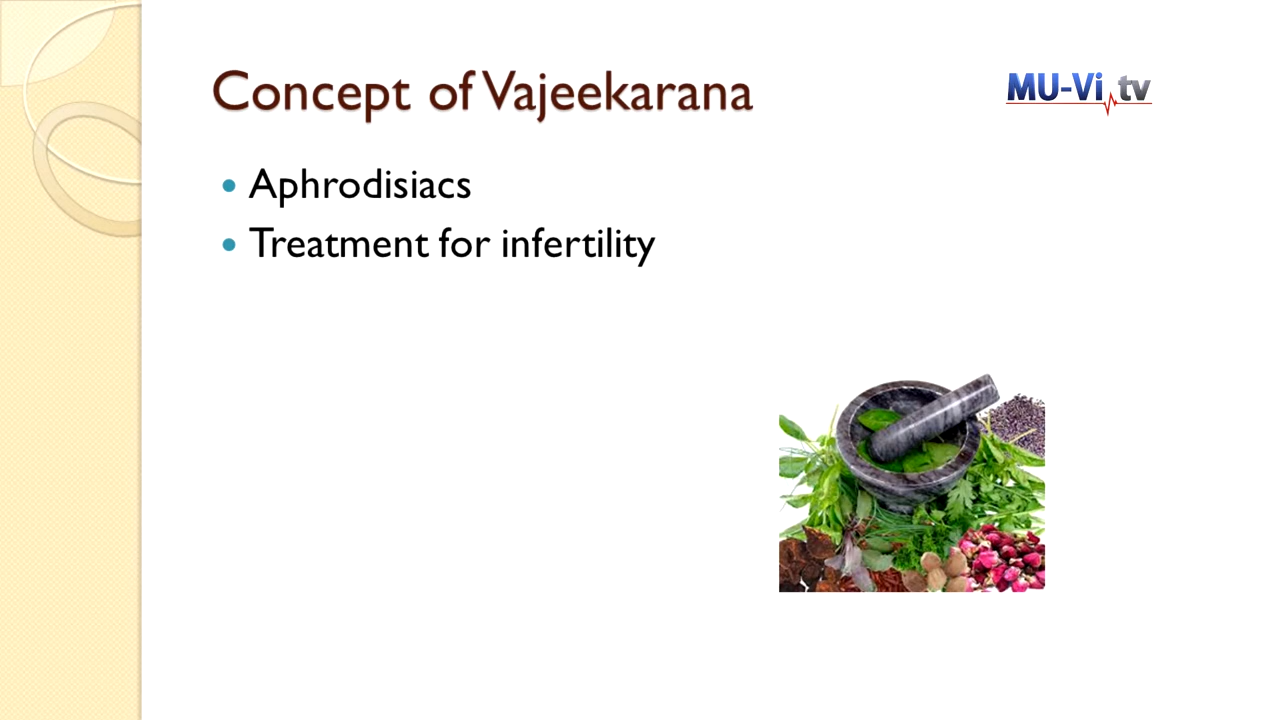 Concept of Vajeekarana
MU-Vi tv
Aphrodisiacs
Treatment for infertility